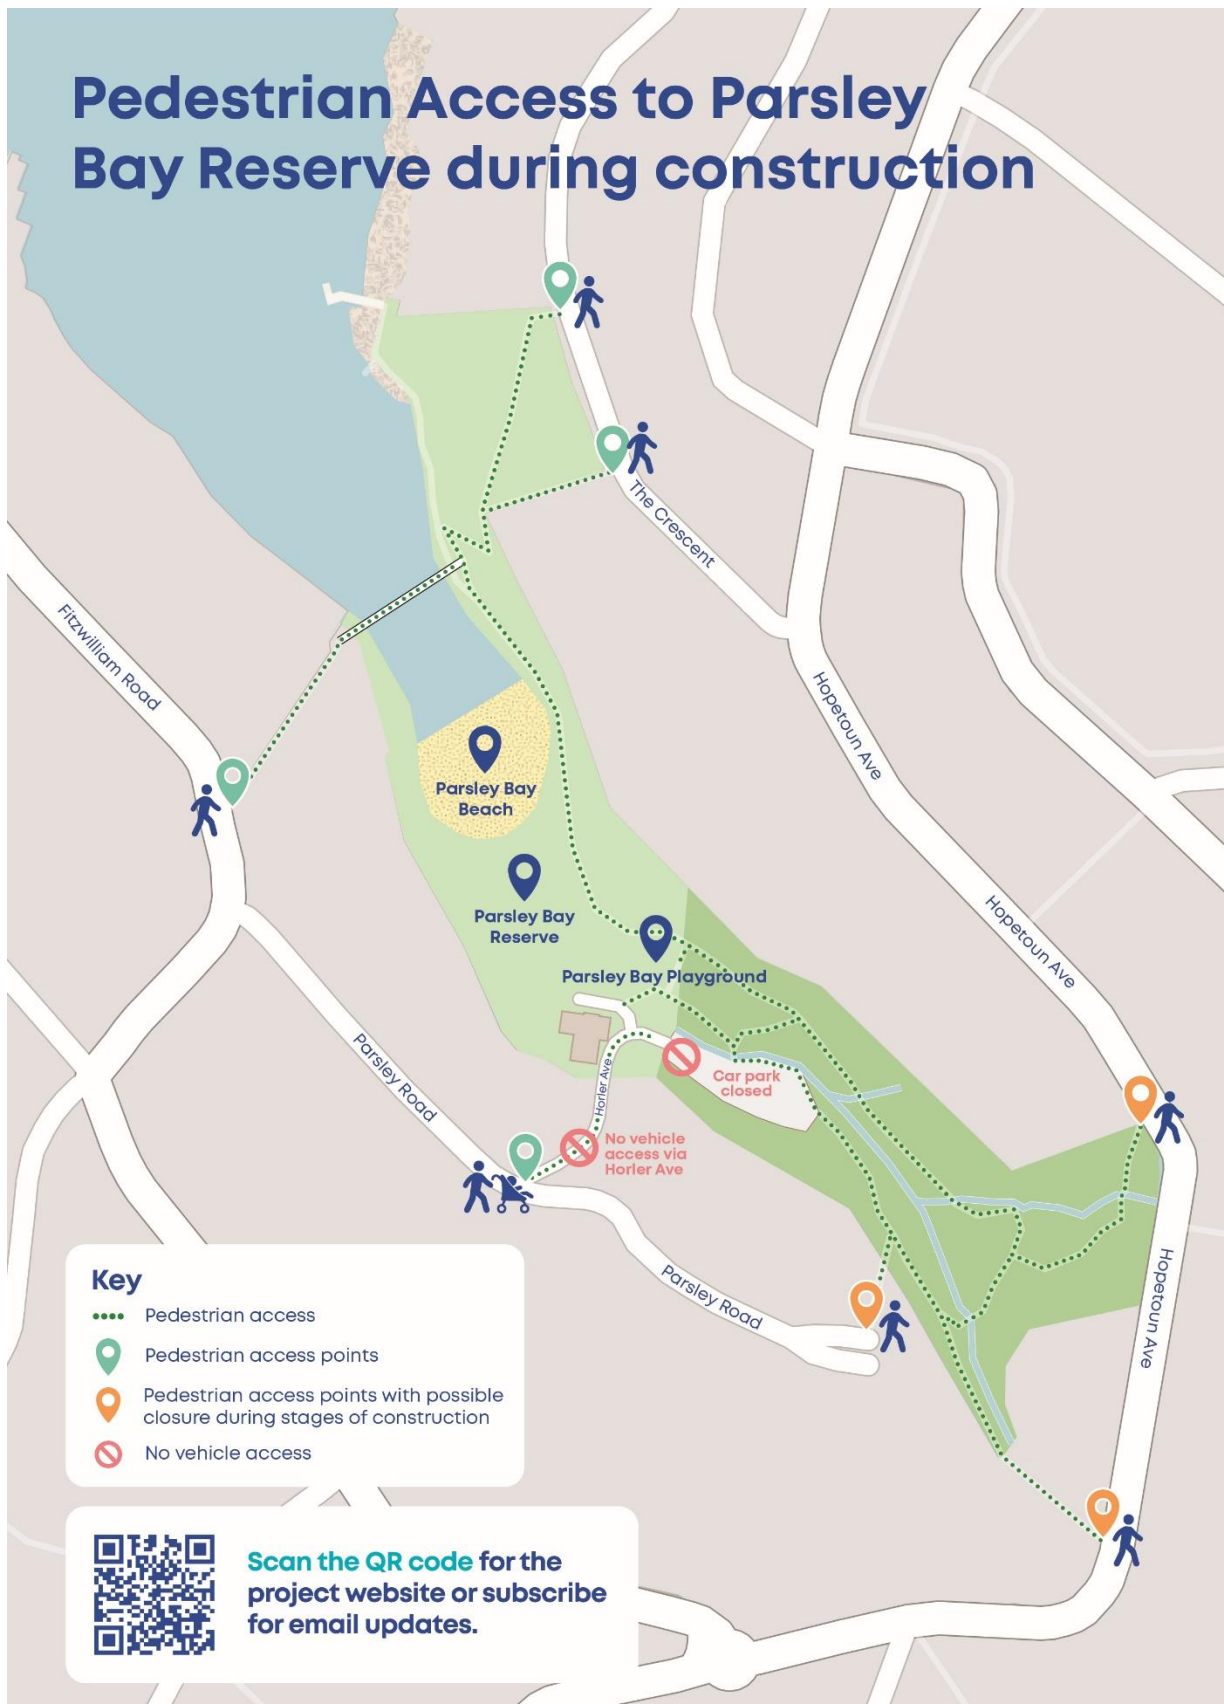 Pedestrian Access to Parsley
Bay Reserve during construction
The Crescent
Fitzwilliam Road
Hopetoun Ave
Parsley Bay
Beach
Parsley Bay
Reserve
Hopetoun Ave
Parsley Bay Playground
Parsley Road
Horler Ave
Car park
closed
No vehicle
access via
Horler Ave
Parsley Road
Hopetoun Ave
Key
Pedestrian access
Pedestrian access points
Pedestrian access points with possible
closure during stages of construction
No vehicle access
Scan the QR code for the
project website or subscribe
for email updates.